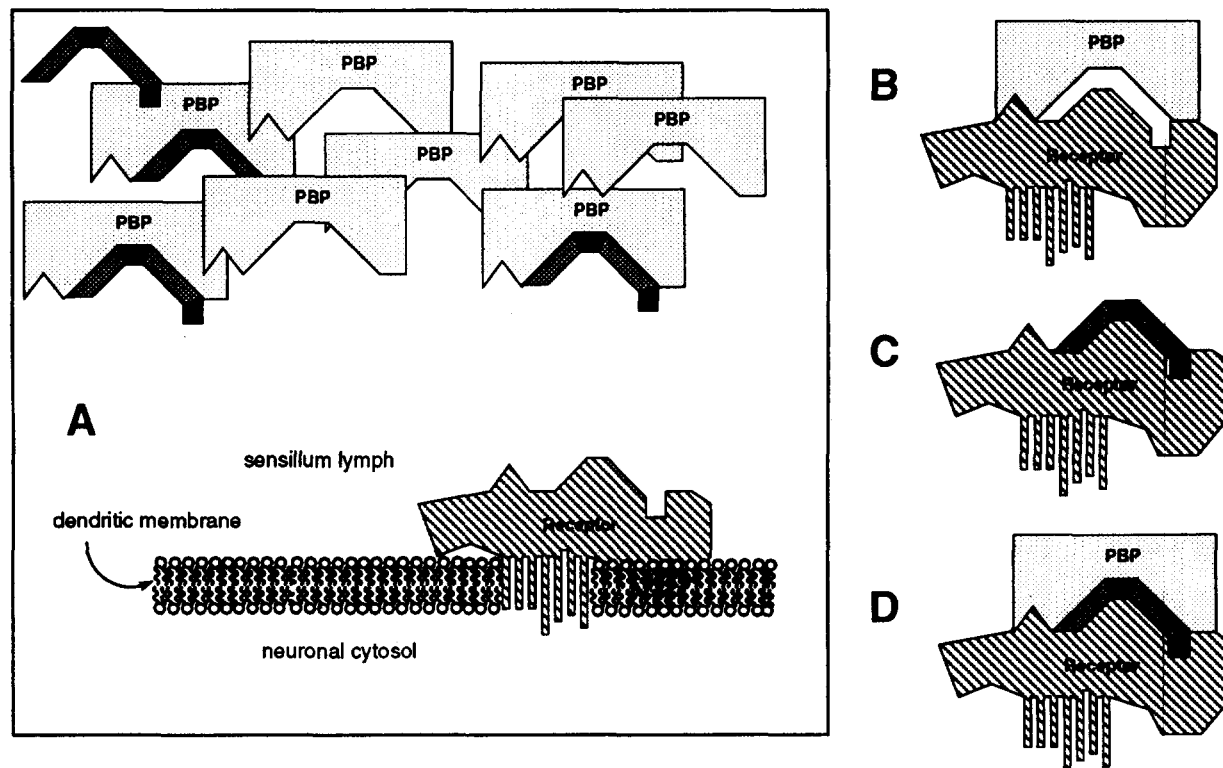 PBP
PBP
PBP
PBP
PBP
PBP
PBP
PBP
A
sensillum lymph
dendritic membrane
Receptor
neuronal cytosol
B
PBP
Receptor
C
Receptor
D
PBP
Receptor